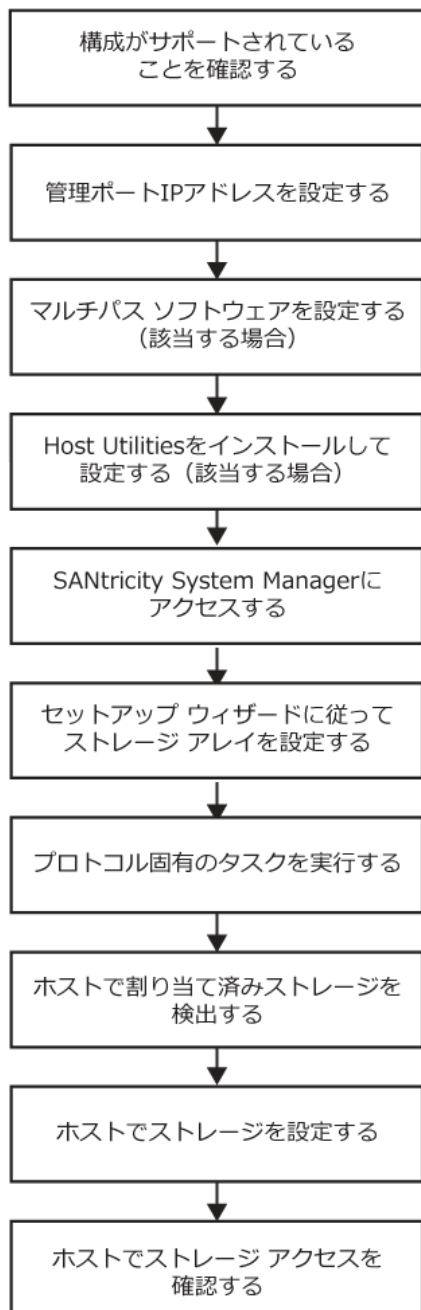 構成がサポートされている
ことを確認する
管理ポートIPアドレスを設定する
マルチパス ソフトウェアを設定する
（該当する場合）
Host Utilitiesをインストールして
設定する（該当する場合）
SANtricity System Managerに
アクセスする
セットアップ ウィザードに従って
ストレージ アレイを設定する
プロトコル固有のタスクを実行する
ホストで割り当て済みストレージを
検出する
ホストでストレージを設定する
ホストでストレージ アクセスを
確認する